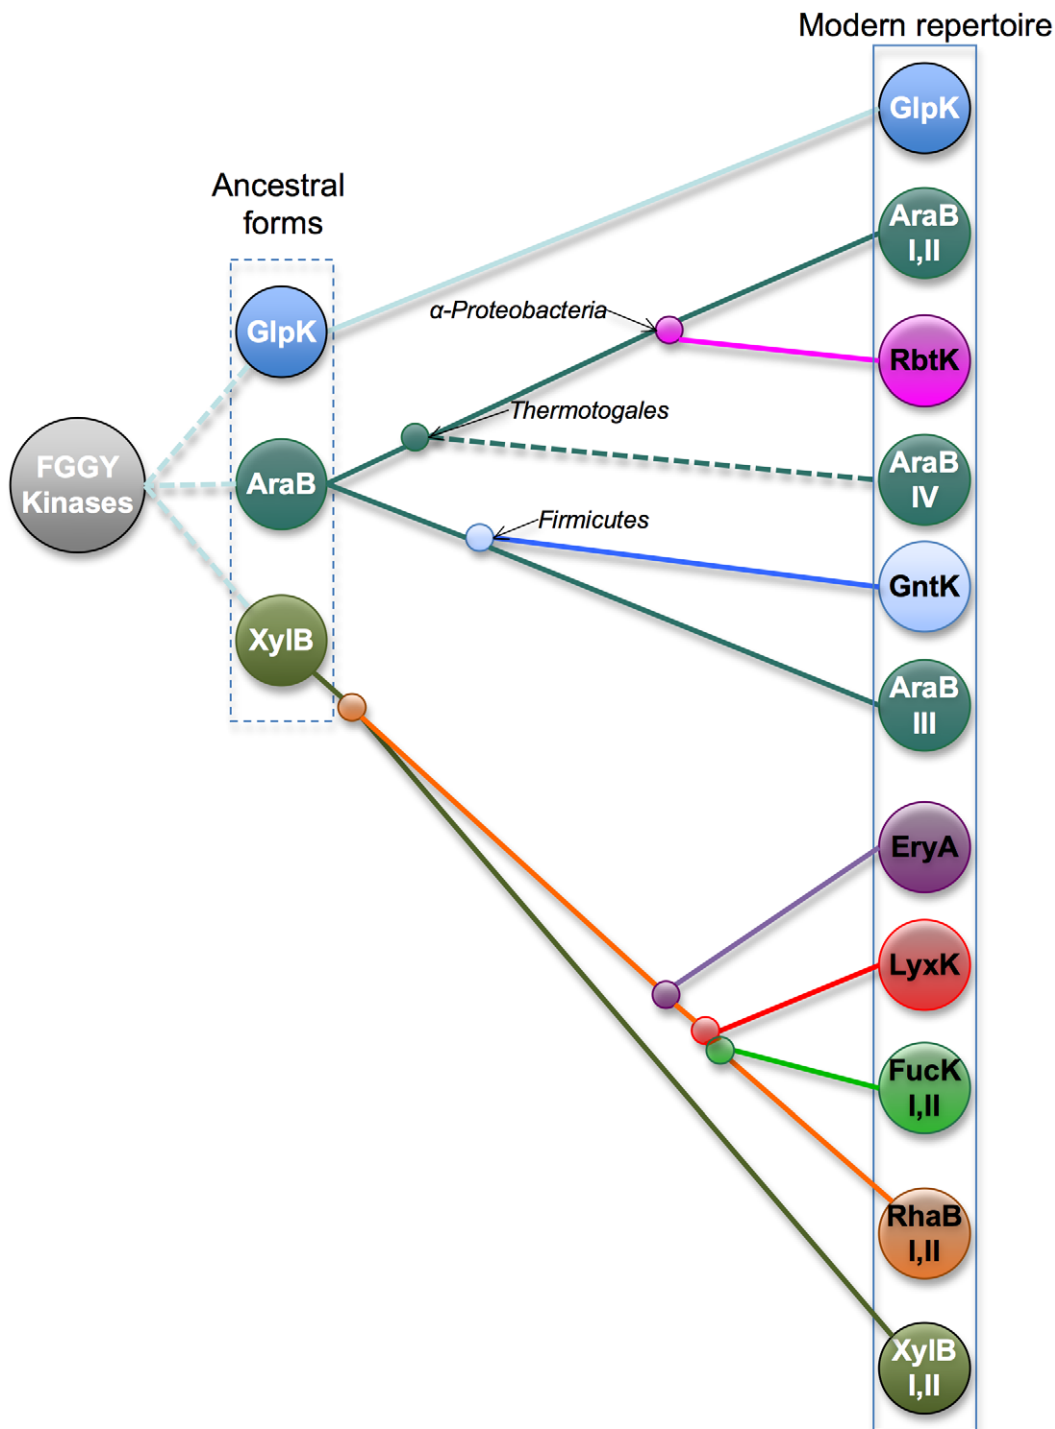 Modern repertoire
GlpK
Ancestral
forms
AraB
I,II
α-Proteobacteria
GlpK
RbtK
Thermotogales
FGGY
Kinases
AraB
AraB
IV
Firmicutes
GntK
XylB
AraB
III
EryA
LyxK
FucK
I,II
RhaB
I,II
XylB
I,II